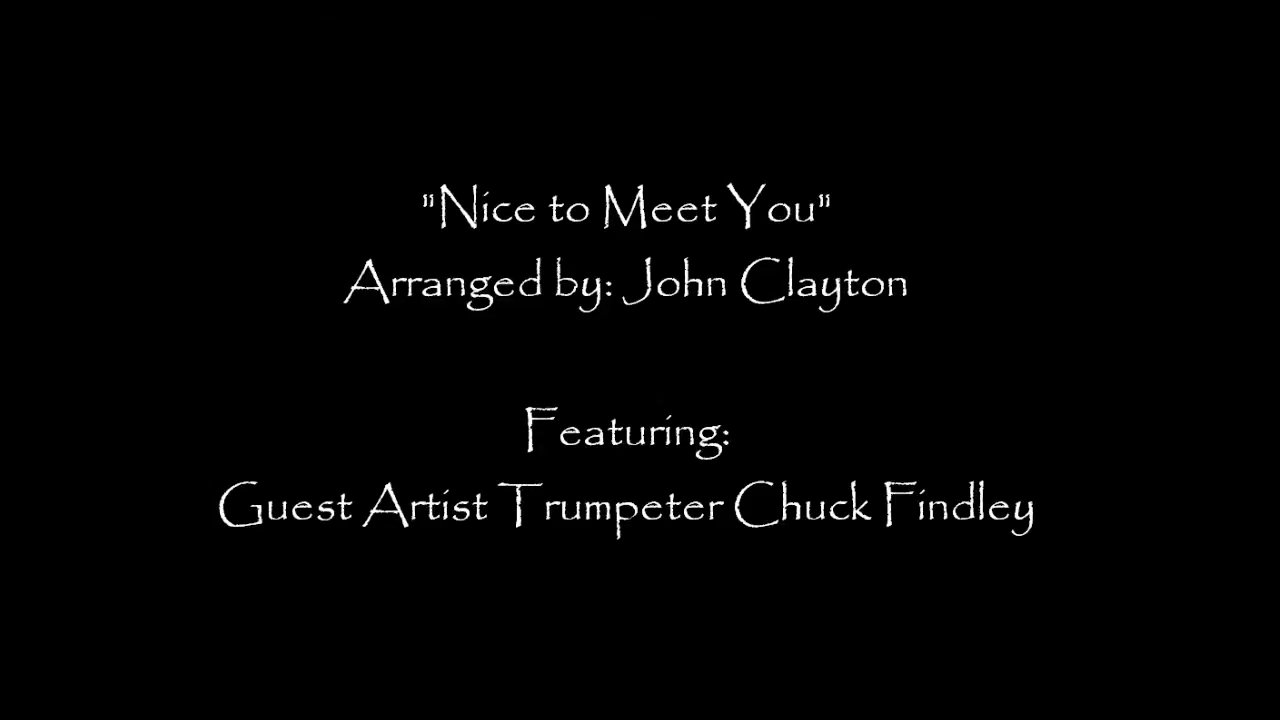 "Nice to Meet You"
Arranged by: John Clayton
Featuring:
Guest Artist Trumpeter Chuck Findley